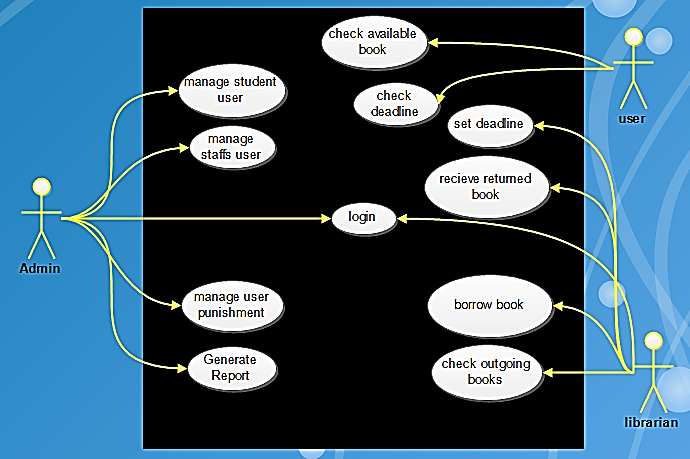 check available
book
manage student
user
check
deadline
user
set deadline
manage
staffs user
recieve returned
book
login
Admin
manage user
punishment
borrow book
Generate
Report
check outgoing
books
librarian